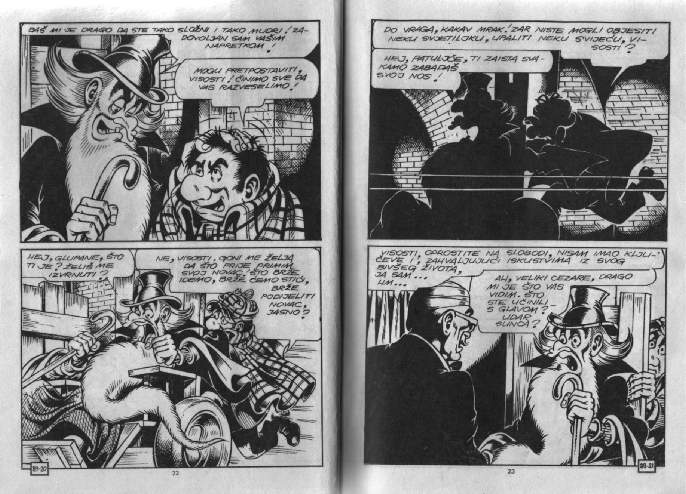 BAŠ MI JE DRAGO DA STE TAKO SLOŽNI I TAKO MUDRI! ZA-
DOVOLJAN SAM VAŠIM
NAPRETKOM!
MOGU PRETPOSTAVITI,
VISOSTI! ČINIMO SVE DA
VAS RAZVESELIMO!
HEJ, GLUPANE, ŠTO
TI JE? ŽELIŠ ME
IZVRNUTI?
NE, VISOSTI, GONI ME ŽELJA
DA ŠTO PRIJE PRIMIM
SVOJ NOVAC! ŠTO BRŽE
IDEMO, BRŽE ĆEMO STIĆI,
BRŽE
PODIJELITI
NOVAC,
JASNO?
22
DO VRAGA, KAKAV MRAK! ZAR NISTE MOGLI OBJESITI
NEKU SVJETILJKU, UPALITI NEKU SVIJEĆU, VI-
SOSTI?
HEJ, PATULJČE, TI ZAISTA SVA-
KAMO ZABADAŠ
SVOJ NOS!
VISOSTI, OPROSTITE NA SLOBODI, NISAM IMAO KLJU-
ČEVE I, ZAHVALJUJUĆI ISKUSTVIMA IZ SVOG
BIVŠEG ŽIVOTA,
JA SAM...
UM...
AH, VELIKI CEZARE, DRAGO
MI JE ŠTO VAS
VIDIM. ŠTO
STE UČINILI
S GLAVOM?
UDAR
SUNCA?
23